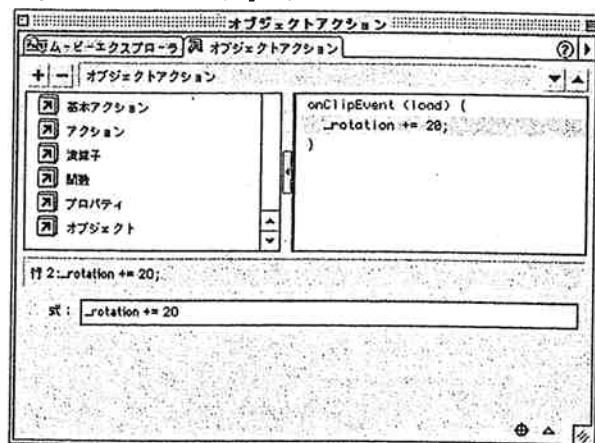 オブジェクトアクション
ムービーエクスプローラ オブジェクトアクション
オブジェクトアクション
基本アクション
アクション
演算子
関数
プロパティ
オブジェクト
onClipEvent (load) {
_rotation += 20;
}
行 2:_rotation += 20;
式 : _rotation += 20